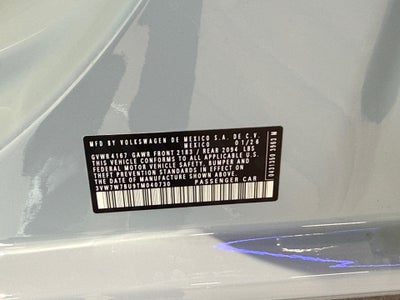 MFD BY VOLKSWAGEN DE MEXICO S.A. DE C.V.
MEXICO 01/26
GVWR 4167 GAWR FRONT 2183 / REAR 2094 LBS
THIS VEHICLE CONFORMS TO ALL APPLICABLE
FEDERAL MOTOR VEHICLE SAFETY, BUMPER AND
THEFT PREVENTION STANDARDS IN EFFECT
ON THE DATE OF MANUFACTURE SHOWN ABOVE.
3VW7W7BU9TM040730 PASSENGER CAR